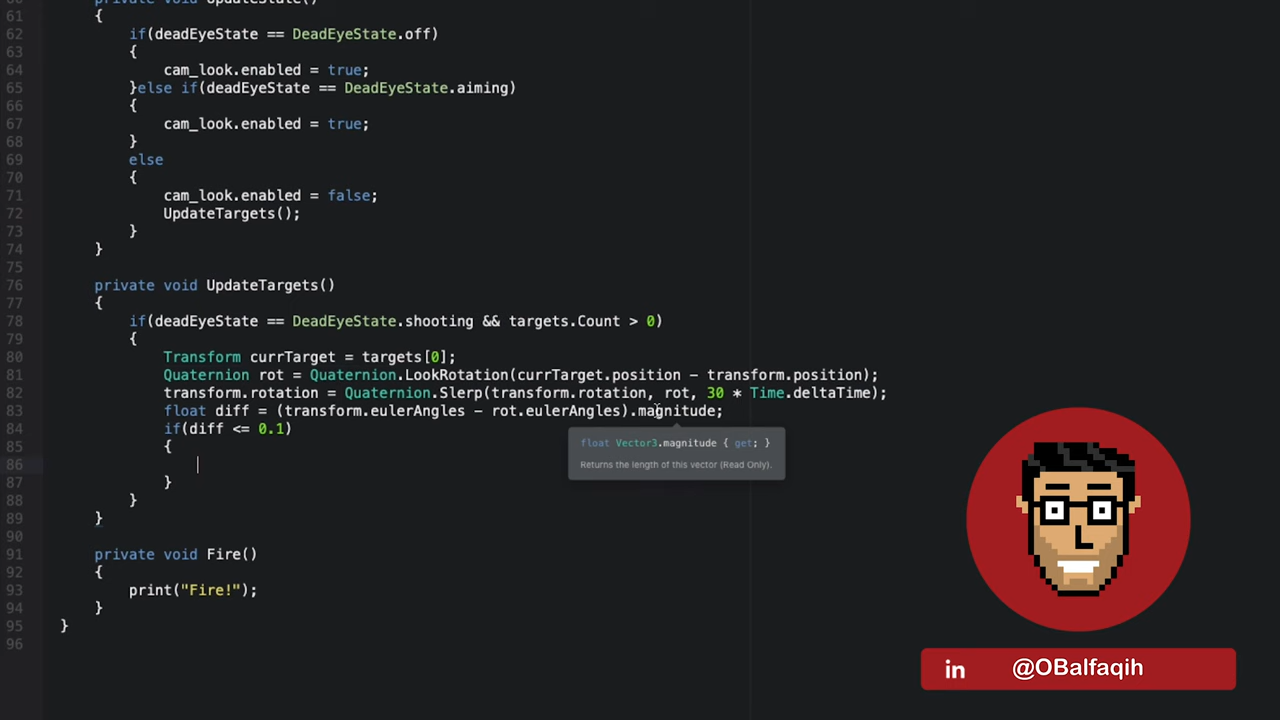 60 private void UpdateState()
61 {
62 if(deadEyeState == DeadEyeState.off)
63 {
64 cam_look.enabled = true;
65 }else if(deadEyeState == DeadEyeState.aiming)
66 {
67 cam_look.enabled = true;
68 }
69 else
70 {
71 cam_look.enabled = false;
72 UpdateTargets();
73 }
74 }
75
76 private void UpdateTargets()
77 {
78 if(deadEyeState == DeadEyeState.shooting && targets.Count > 0)
79 {
80 Transform currTarget = targets[0];
81 Quaternion rot = Quaternion.LookRotation(currTarget.position - transform.position);
82 transform.rotation = Quaternion.Slerp(transform.rotation, rot, 30 * Time.deltaTime);
83 float diff = (transform.eulerAngles - rot.eulerAngles).magnitude;
84 if(diff <= 0.1)
85 {
float Vector3.magnitude { get; }
Returns the length of this vector (Read Only).
86
87 }
88 }
89 }
90
91 private void Fire()
92 {
93 print("Fire!");
94 }
95 }
96
in @OBalfaqih